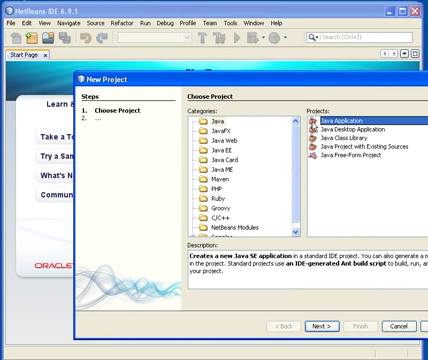 NetBeans IDE 6.9.1
File Edit View Navigate Source Refactor Run Debug Profile Team Tools Window Help
Search (Ctrl+I)
Start Page
New Project
Steps
1. Choose Project
2. ...
Choose Project
Categories:
Java
JavaFX
Java Web
Java EE
Java Card
Java ME
Maven
PHP
Ruby
Groovy
C/C++
NetBeans Modules
Projects:
Java Application
Java Desktop Application
Java Class Library
Java Project with Existing Sources
Java Free-Form Project
Description:
Creates a new Java SE application in a standard IDE project. You can also generate a
in the project. Standard projects use an IDE-generated Ant build script to build, run, an
your project.
< Back
Next >
Finish
Cancel
Learn &
Take a To
Try a Sam
What's N
Commun
ORACLE